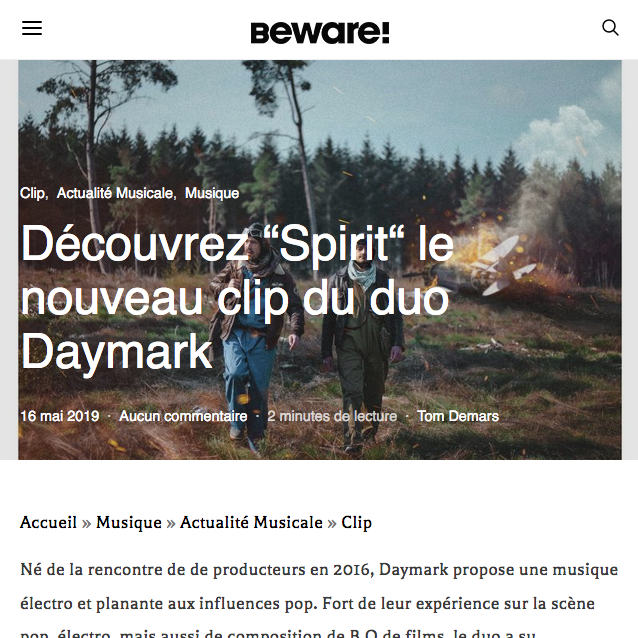 Beware!
Clip, Actualité Musicale, Musique
Découvrez “Spirit“ le
nouveau clip du duo
Daymark
16 mai 2019 · Aucun commentaire · 2 minutes de lecture · Tom Demars
Accueil » Musique » Actualité Musicale » Clip
Né de la rencontre de de producteurs en 2016, Daymark propose une musique
électro et planante aux influences pop. Fort de leur expérience sur la scène
pop, électro, mais aussi de composition de B.O de films, le duo a su